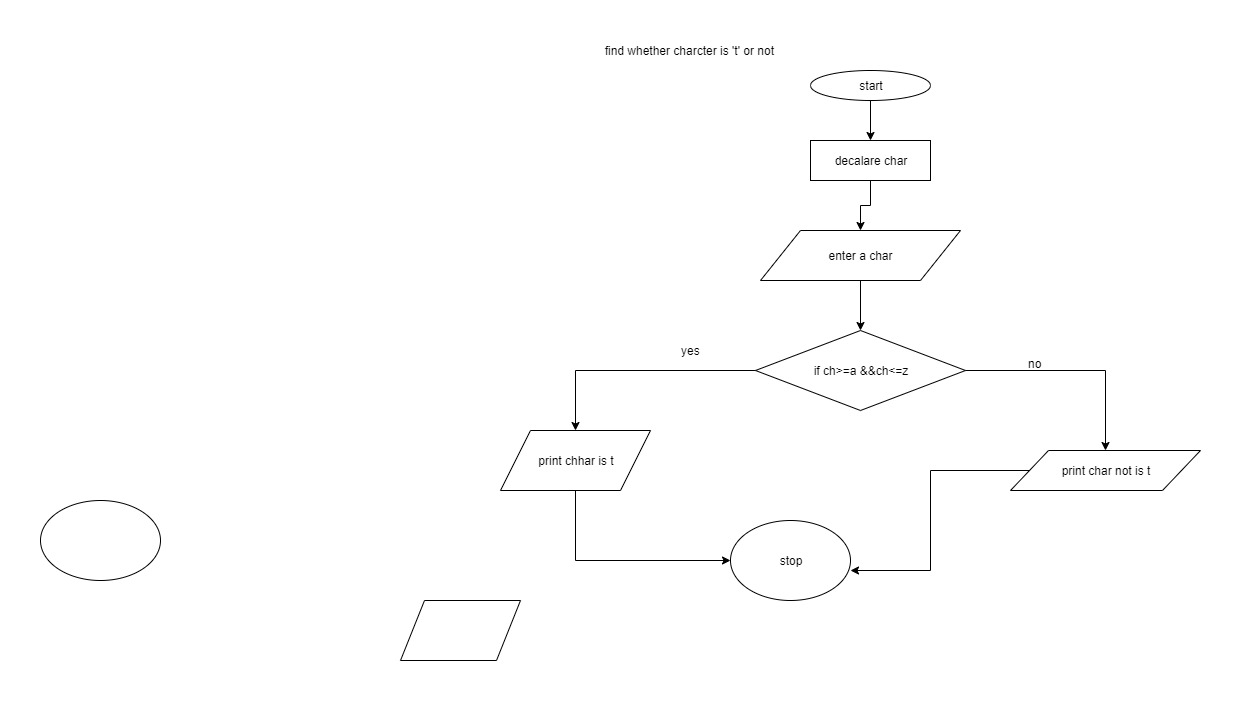 find whether charcter is 't' or not
start
decalare char
enter a char
if ch>=a &&ch<=z
yes
no
print chhar is t
print char not is t
stop